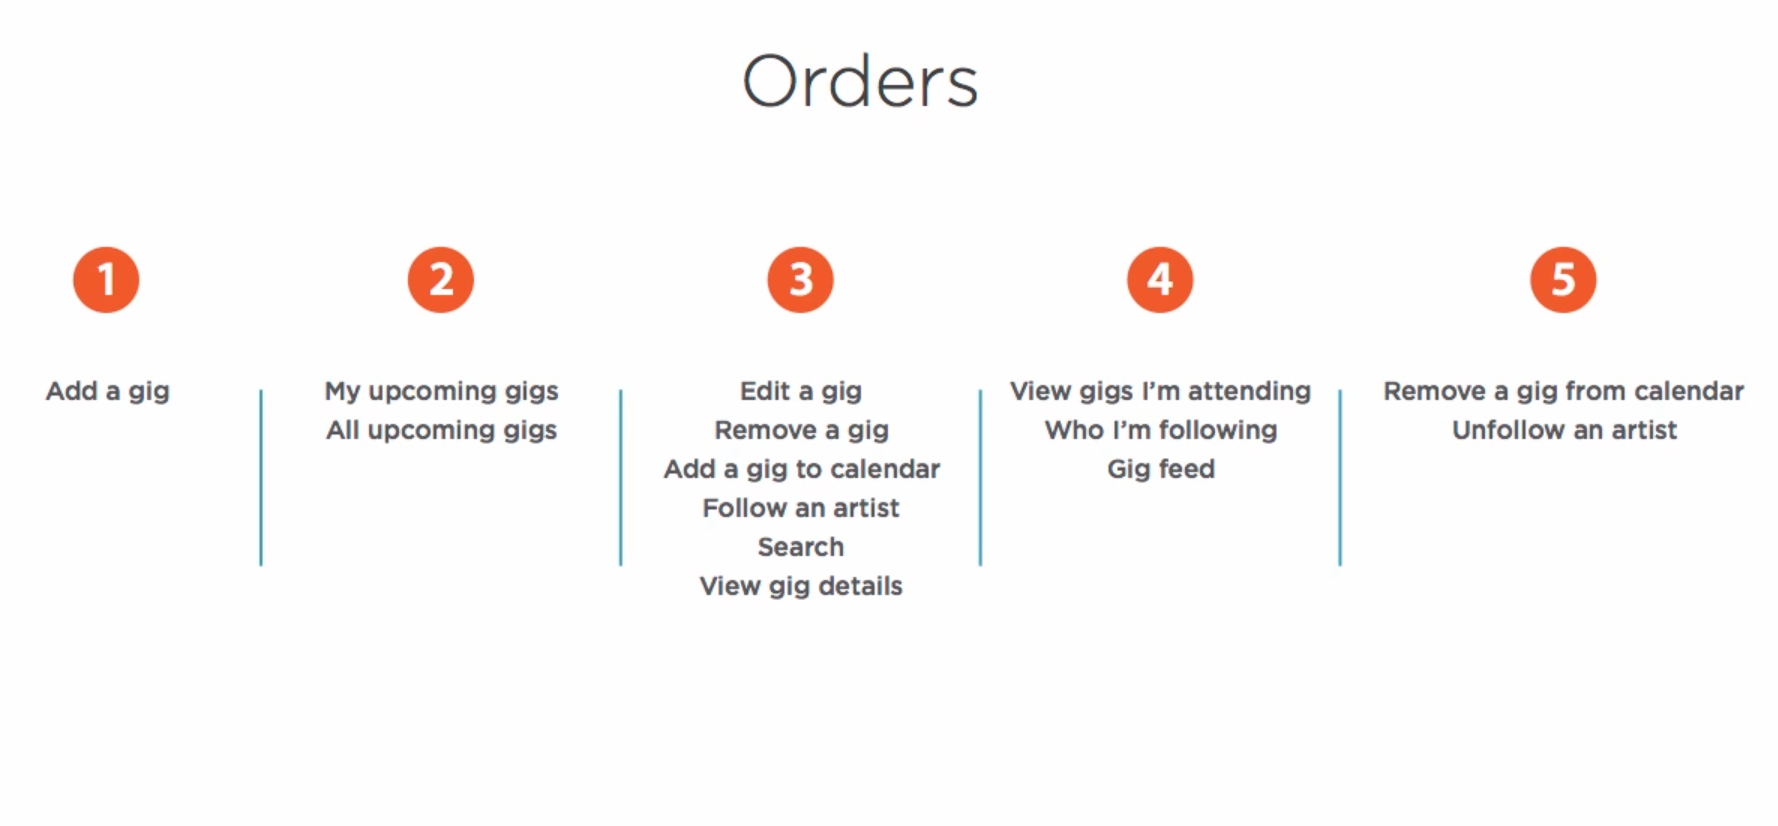 Orders
1
Add a gig
2
My upcoming gigs
All upcoming gigs
3
Edit a gig
Remove a gig
Add a gig to calendar
Follow an artist
Search
View gig details
4
View gigs I’m attending
Who I’m following
Gig feed
5
Remove a gig from calendar
Unfollow an artist